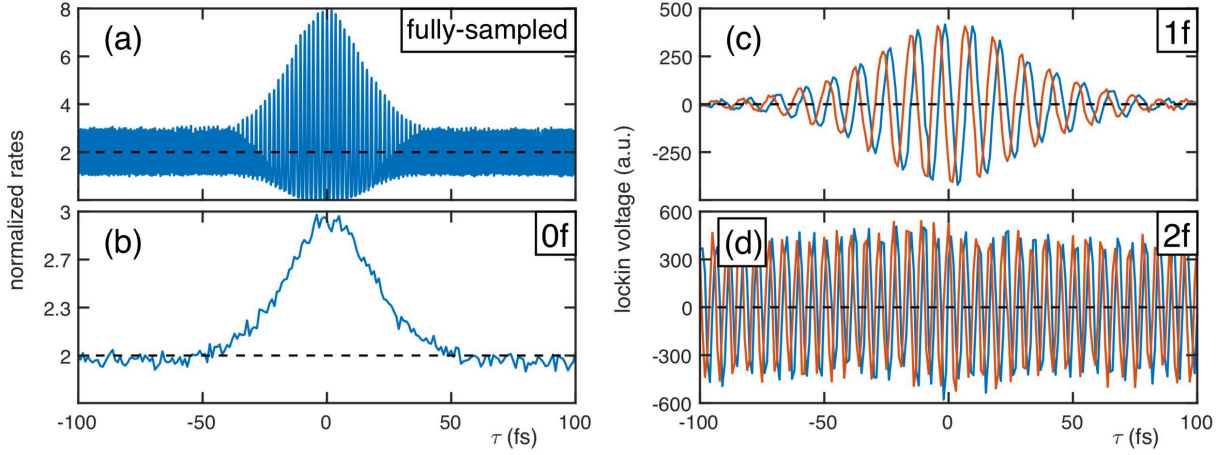 (a)
fully-sampled
8
6
4
2
normalized rates
(b)
0f
3
2.7
2.3
2
-100
-50
0
50
100
τ (fs)
(c)
1f
500
250
0
-250
lockin voltage (a.u.)
(d)
2f
600
300
0
-300
-600
-100
-50
0
50
100
τ (fs)